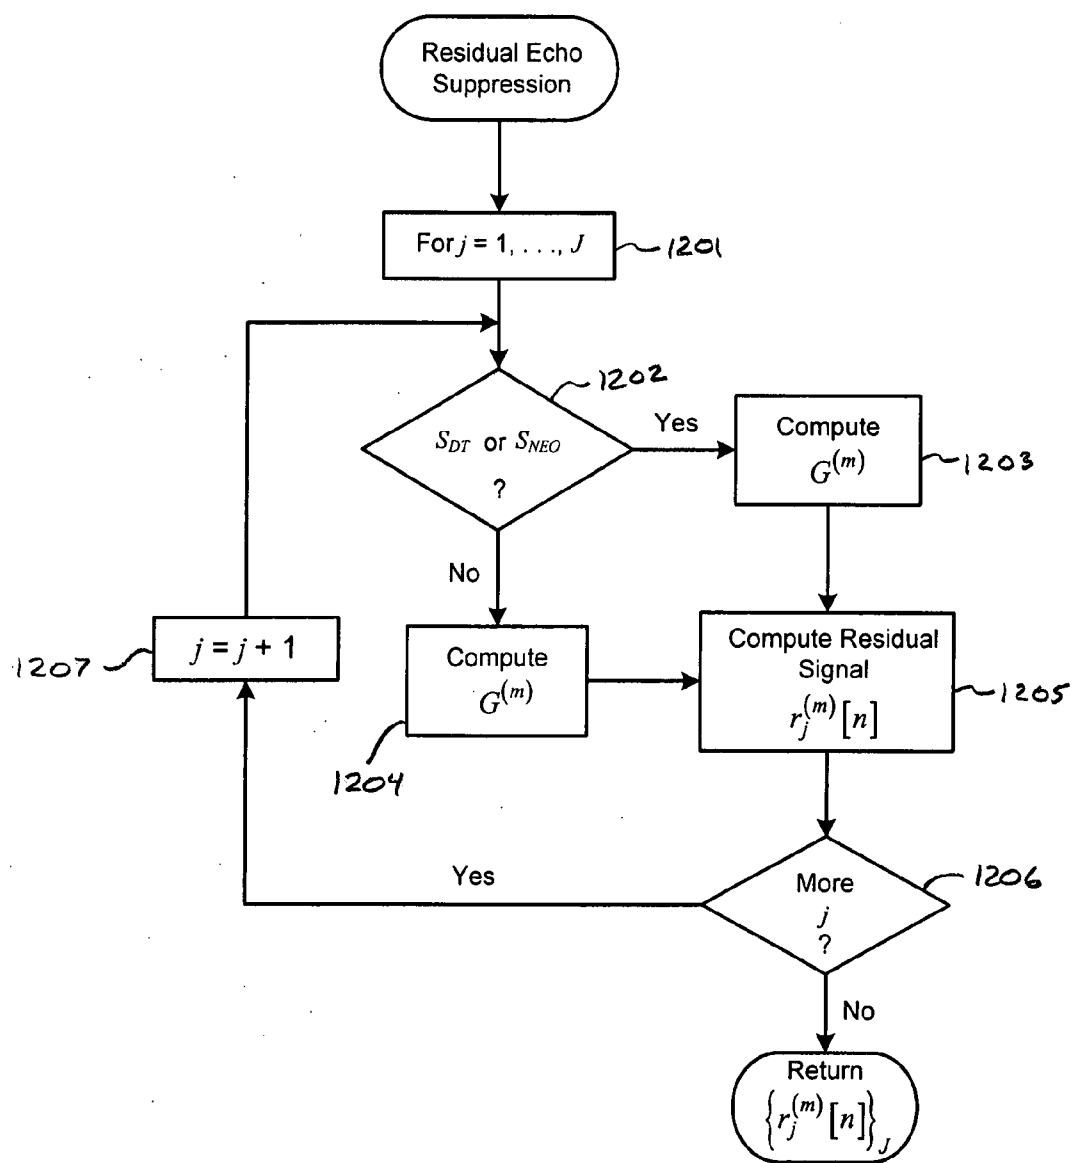 Residual Echo
Suppression
For j = 1, . . ., J
1201
1202
S_DT or S_NEO
?
Yes
Compute
G^(m)
1203
No
1207
j = j + 1
Compute
G^(m)
1204
Compute Residual
Signal
r_j^(m)[n]
1205
Yes
More
j
?
1206
No
Return
{r_j^(m)[n]}_J